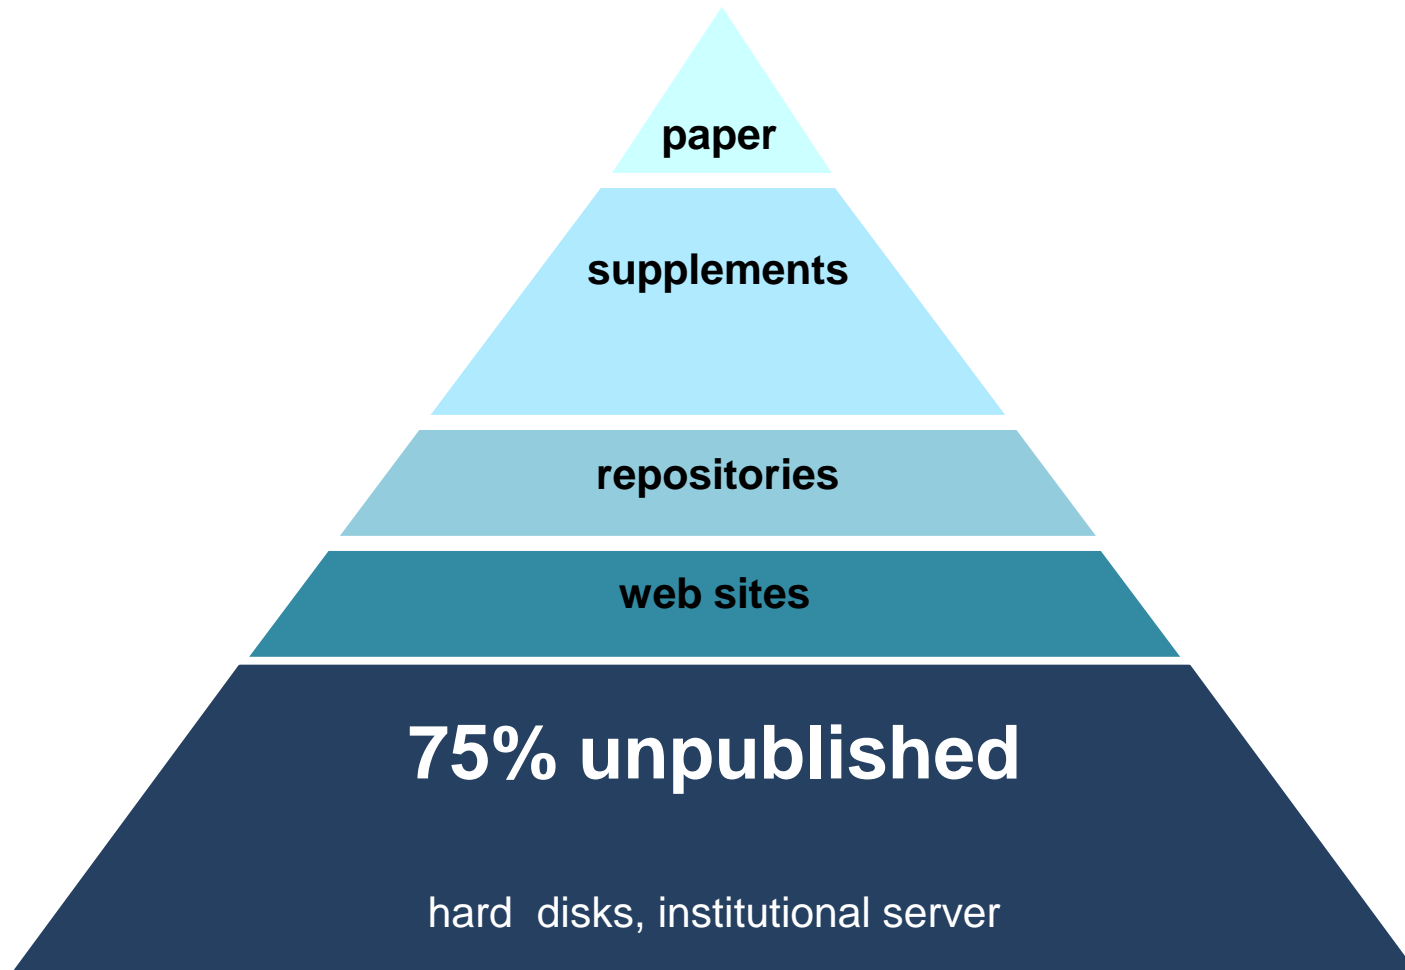 paper
supplements
repositories
web sites
75% unpublished
hard  disks, institutional server